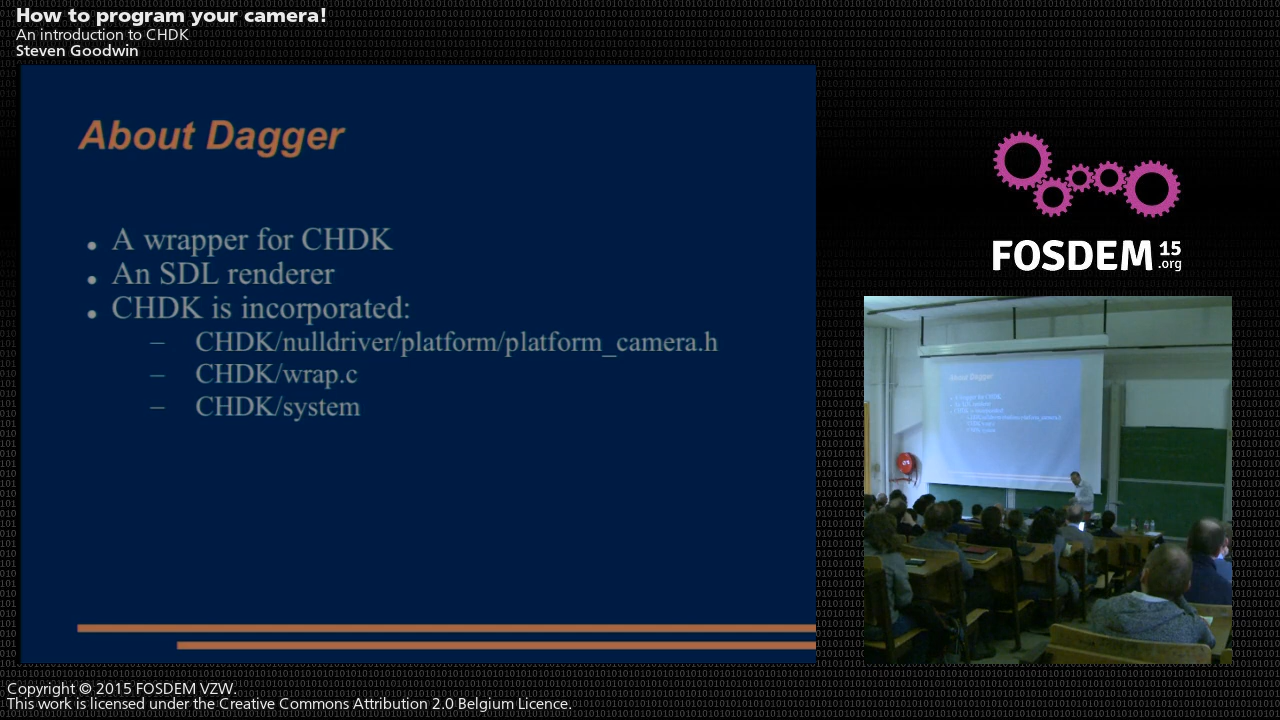 How to program your camera!
An introduction to CHDK
Steven Goodwin
About Dagger
• A wrapper for CHDK
• An SDL renderer
• CHDK is incorporated:
– CHDK/nulldriver/platform/platform_camera.h
– CHDK/wrap.c
– CHDK/system
FOSDEM 15
.org
About Dagger
Copyright © 2015 FOSDEM VZW.
This work is licensed under the Creative Commons Attribution 2.0 Belgium Licence.